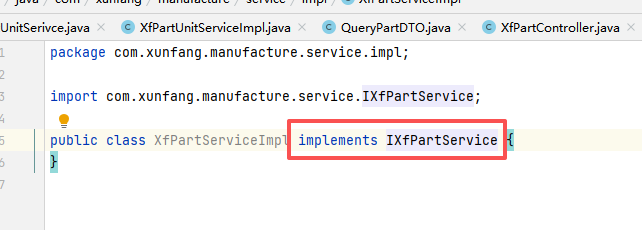 java / com / xunfang / manufacture / service / impl / XfPartServiceImpl
UnitSerivce.java × XfPartUnitServiceImpl.java × QueryPartDTO.java × XfPartController.java ×
1 package com.xunfang.manufacture.service.impl;
2
3 import com.xunfang.manufacture.service.IXfPartService;
4
5 public class XfPartServiceImpl implements IXfPartService {
6 }
7